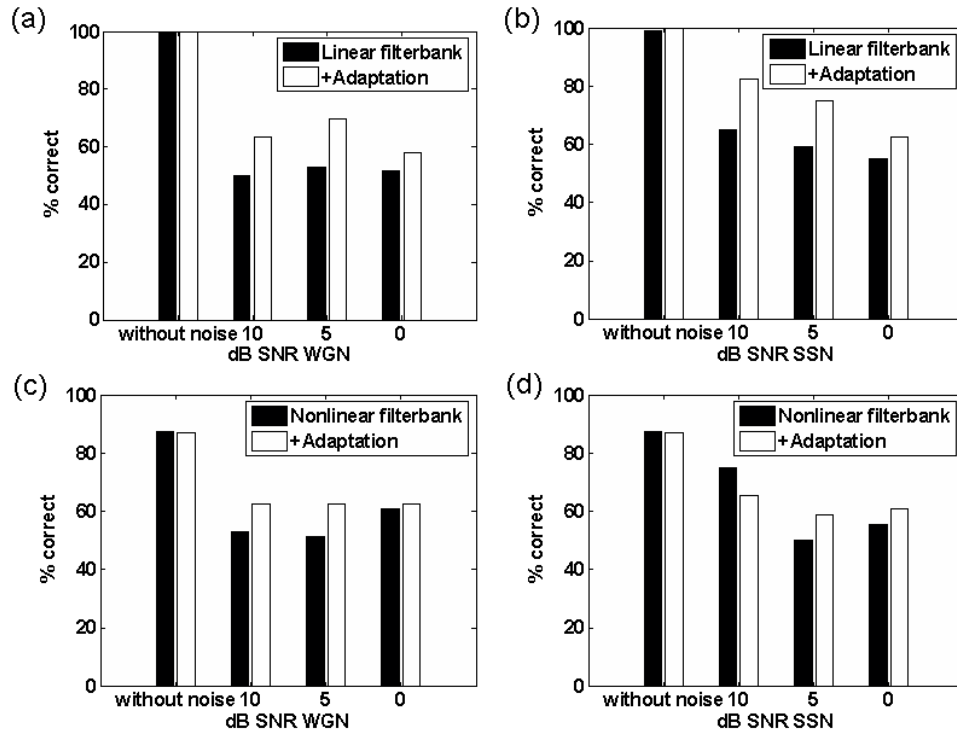 (a)
100
80
60
40
20
0
% correct
Linear filterbank
+Adaptation
without noise 10 5 0
dB SNR WGN
(b)
100
80
60
40
20
0
% correct
Linear filterbank
+Adaptation
without noise 10 5 0
dB SNR SSN
(c)
100
80
60
40
20
0
% correct
Nonlinear filterbank
+Adaptation
without noise 10 5 0
dB SNR WGN
(d)
100
80
60
40
20
0
% correct
Nonlinear filterbank
+Adaptation
without noise 10 5 0
dB SNR SSN